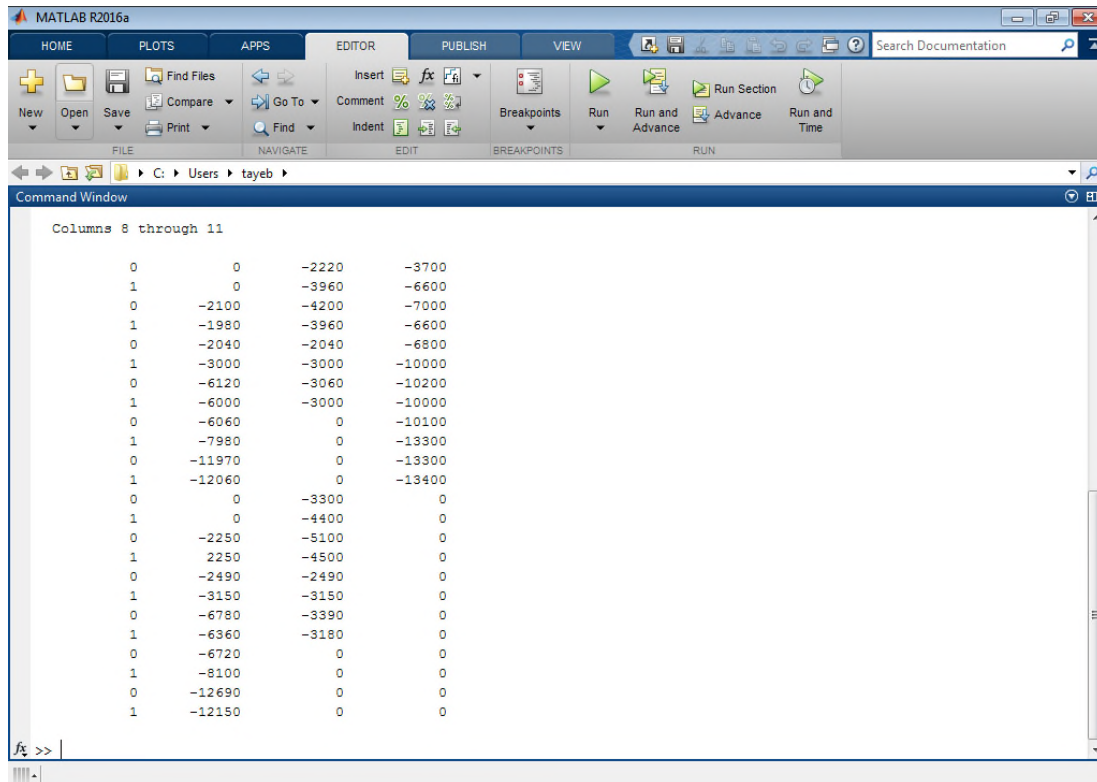 MATLAB R2016a
HOME PLOTS APPS EDITOR PUBLISH VIEW Search Documentation
New Open Save Find Files Compare Print Go To Find Insert fx Comment % Indent Breakpoints Run Run and Advance Run Section Advance Run and Time
FILE NAVIGATE EDIT BREAKPOINTS RUN
C: Users tayeb
Command Window
Columns 8 through 11
0 0 -2220 -3700
1 0 -3960 -6600
0 -2100 -4200 -7000
1 -1980 -3960 -6600
0 -2040 -2040 -6800
1 -3000 -3000 -10000
0 -6120 -3060 -10200
1 -6000 -3000 -10000
0 -6060 0 -10100
1 -7980 0 -13300
0 -11970 0 -13300
1 -12060 0 -13400
0 0 -3300 0
1 0 -4400 0
0 -2250 -5100 0
1 2250 -4500 0
0 -2490 -2490 0
1 -3150 -3150 0
0 -6780 -3390 0
1 -6360 -3180 0
0 -6720 0 0
1 -8100 0 0
0 -12690 0 0
1 -12150 0 0
fx >>